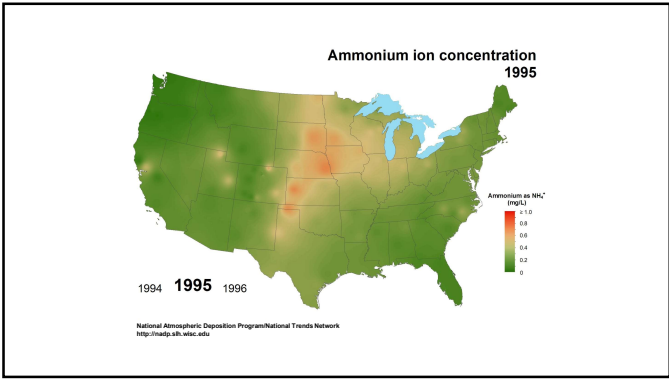 Ammonium ion concentration
1995
Ammonium as NH₄⁺
(mg/L)
≥ 1.0
0.8
0.6
0.4
0.2
0
1994 1995 1996
National Atmospheric Deposition Program/National Trends Network
http://nadp.slh.wisc.edu